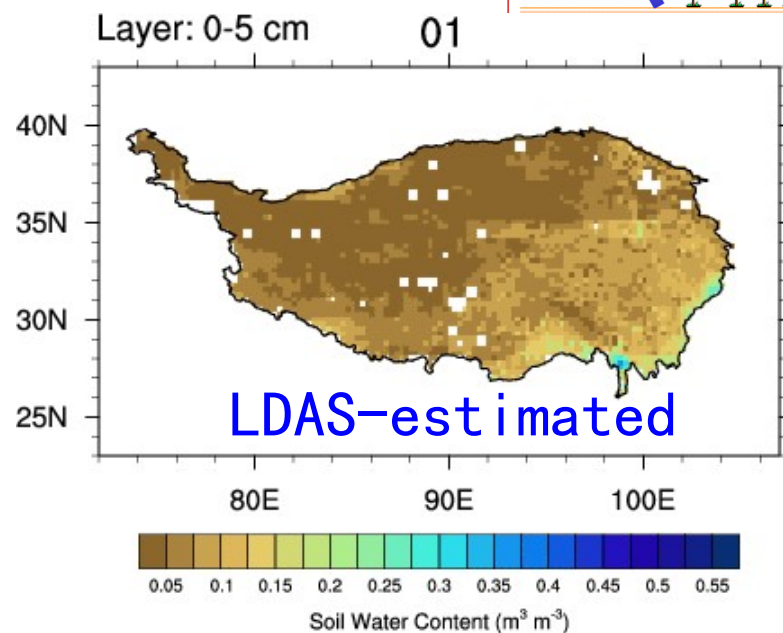 Layer: 0-5 cm 01
40N
35N
30N
25N
LDAS-estimated
80E 90E 100E
0.05 0.1 0.15 0.2 0.25 0.3 0.35 0.4 0.45 0.5 0.55
Soil Water Content (m³ m⁻³)